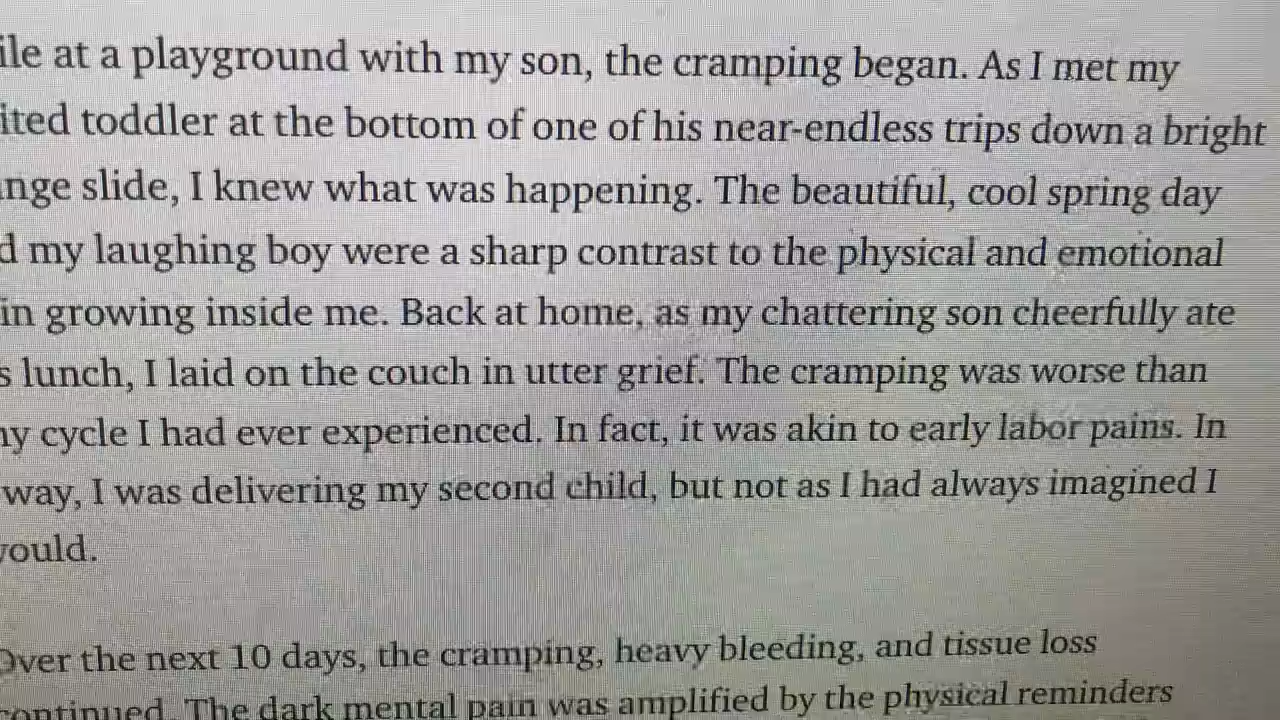 ile at a playground with my son, the cramping began. As I met my
ited toddler at the bottom of one of his near-endless trips down a bright
nge slide, I knew what was happening. The beautiful, cool spring day
d my laughing boy were a sharp contrast to the physical and emotional
in growing inside me. Back at home, as my chattering son cheerfully ate
s lunch, I laid on the couch in utter grief. The cramping was worse than
ny cycle I had ever experienced. In fact, it was akin to early labor pains. In
way, I was delivering my second child, but not as I had always imagined I
would.
Over the next 10 days, the cramping, heavy bleeding, and tissue loss
continued. The dark mental pain was amplified by the physical reminders